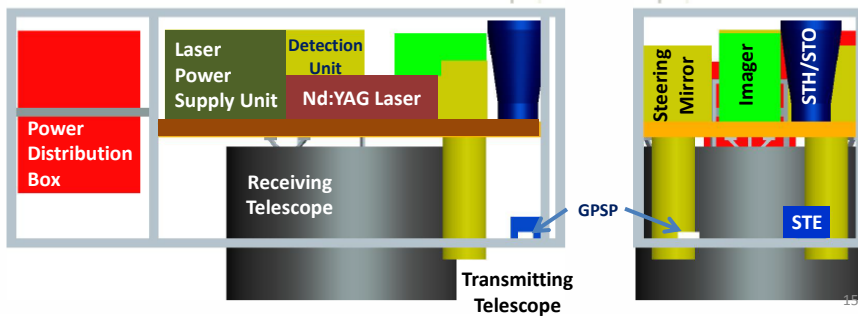 Laser
Power
Supply Unit
Detection
Unit
Nd:YAG Laser
Power
Distribution
Box
Receiving
Telescope
GPSP
Transmitting
Telescope
Steering
Mirror
Imager
STH/STO
STE
15